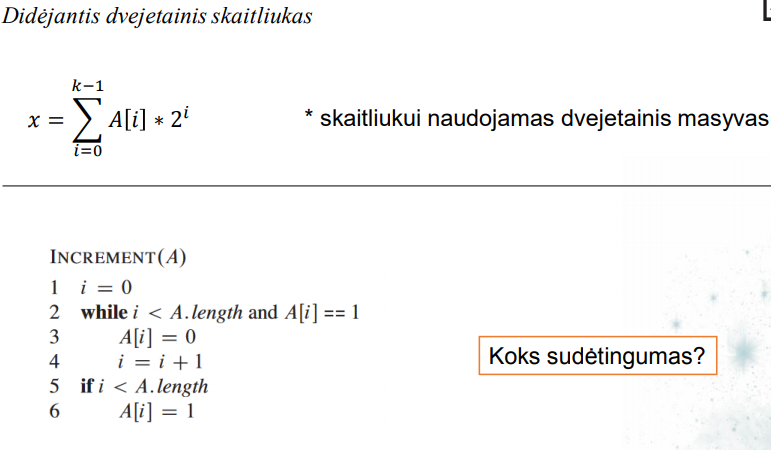 Didėjantis dvejetainis skaitliukas
x = \sum_{i=0}^{k-1} A[i] * 2^i
* skaitliukui naudojamas dvejetainis masyvas
INCREMENT(A)
1 i = 0
2 while i < A.length and A[i] == 1
3 A[i] = 0
4 i = i + 1
5 if i < A.length
6 A[i] = 1
Koks sudėtingumas?